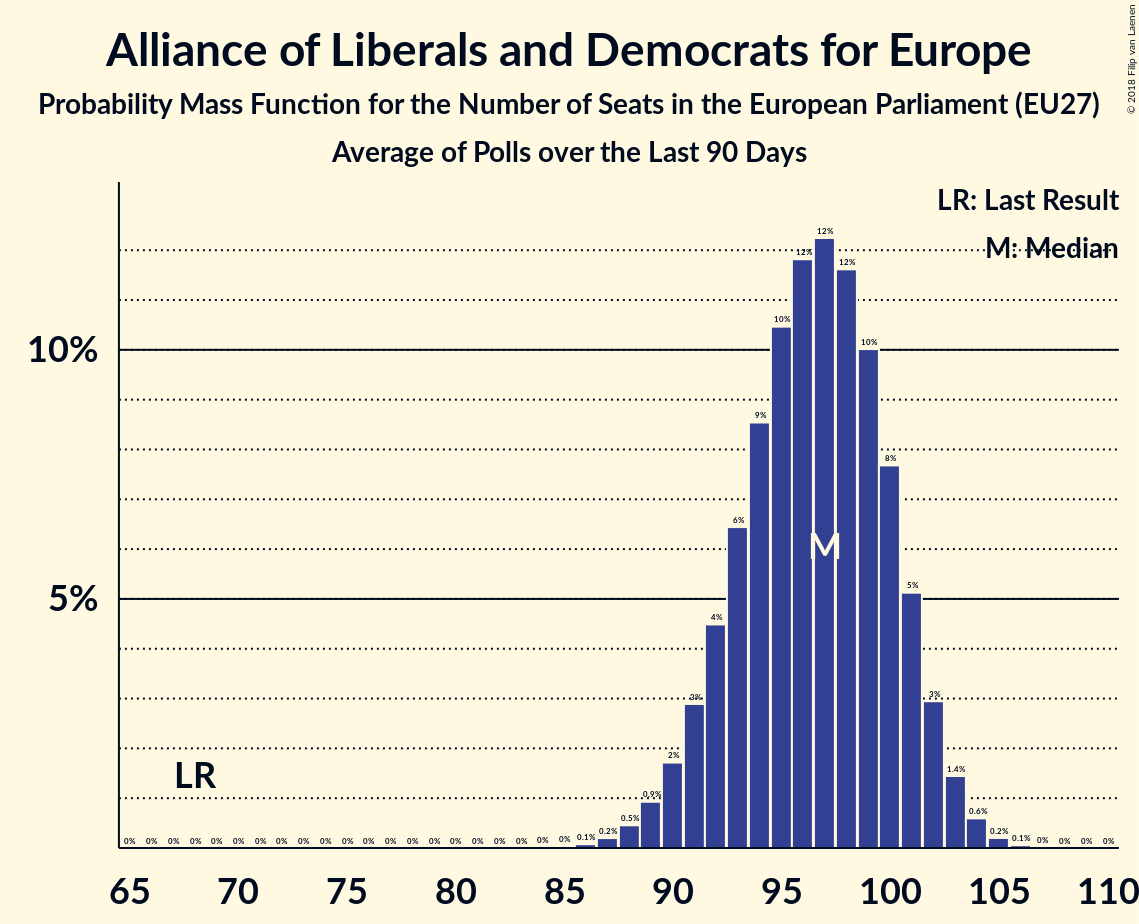 Alliance of Liberals and Democrats for Europe
Probability Mass Function for the Number of Seats in the European Parliament (EU27)
Average of Polls over the Last 90 Days
© 2018 Filip van Laenen
LR: Last Result
M: Median
10%
5%
LR
M
0% 0% 0% 0% 0% 0% 0% 0% 0% 0% 0% 0% 0% 0% 0% 0% 0% 0% 0% 0% 0% 0.1% 0.2% 0.5% 0.9% 2% 3% 4% 6% 9% 10% 12% 12% 12% 10% 8% 5% 3% 1.4% 0.6% 0.2% 0.1% 0% 0% 0% 0%
65 70 75 80 85 90 95 100 105 110